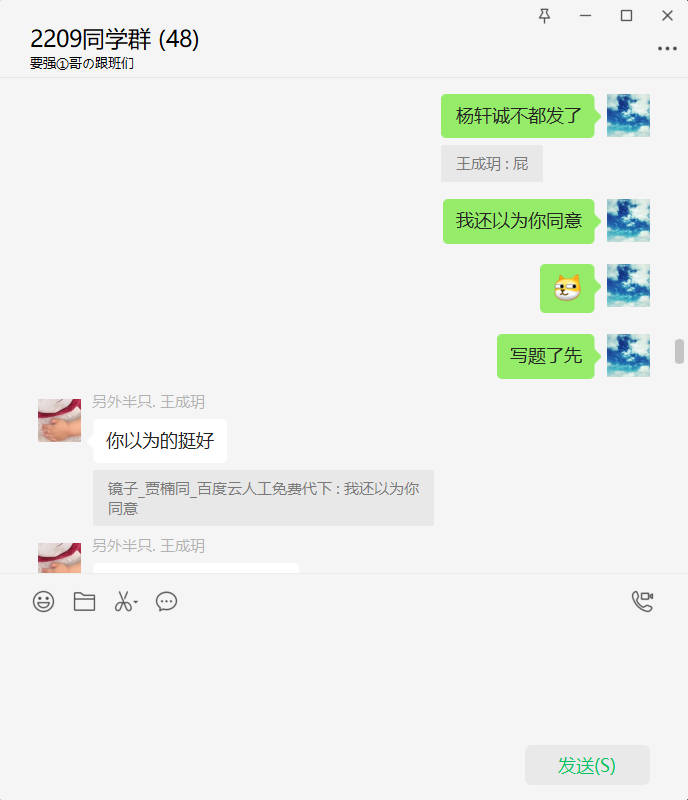 2209同学群 (48)
要强①哥の跟班们
杨轩诚不都发了
王成玥 : 屁
我还以为你同意
写题了先
另外半只. 王成玥
你以为的挺好
镜子_贾楠同_百度云人工免费代下 : 我还以为你
同意
另外半只. 王成玥
发送(S)